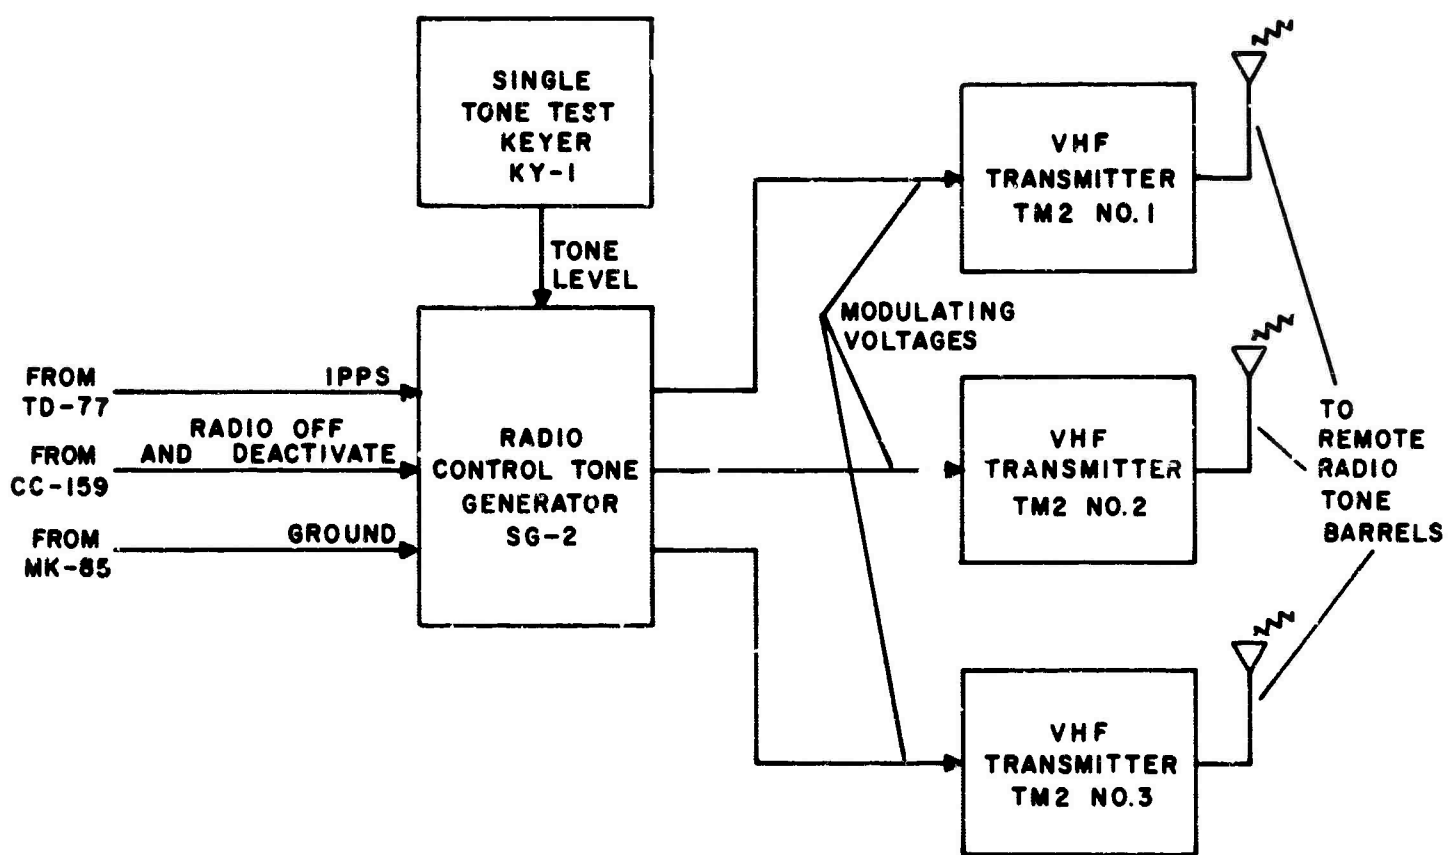 SINGLE
TONE TEST
KEYER
KY-1
TONE
LEVEL
FROM
TD-77
1PPS
RADIO OFF
AND DEACTIVATE
FROM
CC-159
FROM
MK-85
GROUND
RADIO
CONTROL TONE
GENERATOR
SG-2
MODULATING
VOLTAGES
VHF
TRANSMITTER
TM2 NO.1
VHF
TRANSMITTER
TM2 NO.2
VHF
TRANSMITTER
TM2 NO.3
TO
REMOTE
RADIO
TONE
BARRELS